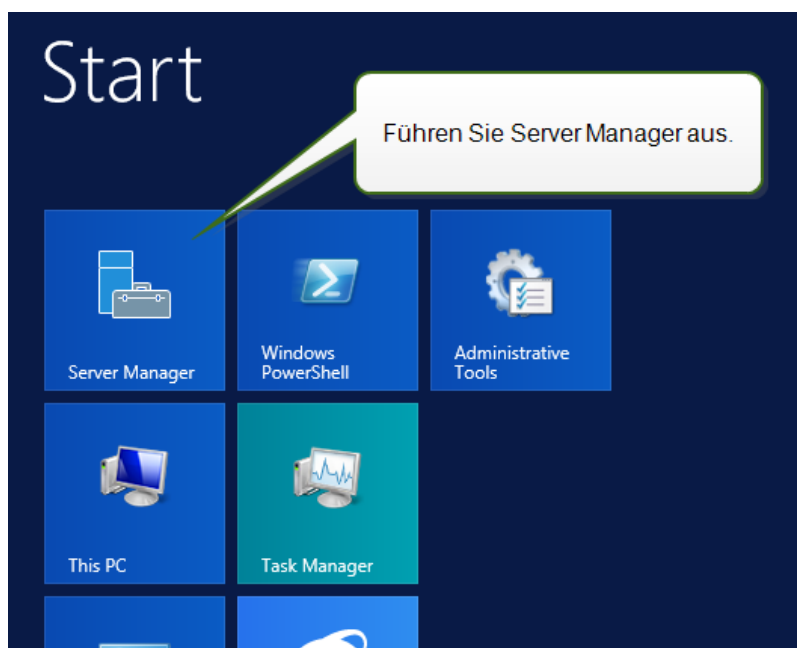 Start
Führen Sie Server Manager aus.
Server Manager
Windows
PowerShell
Administrative
Tools
This PC
Task Manager